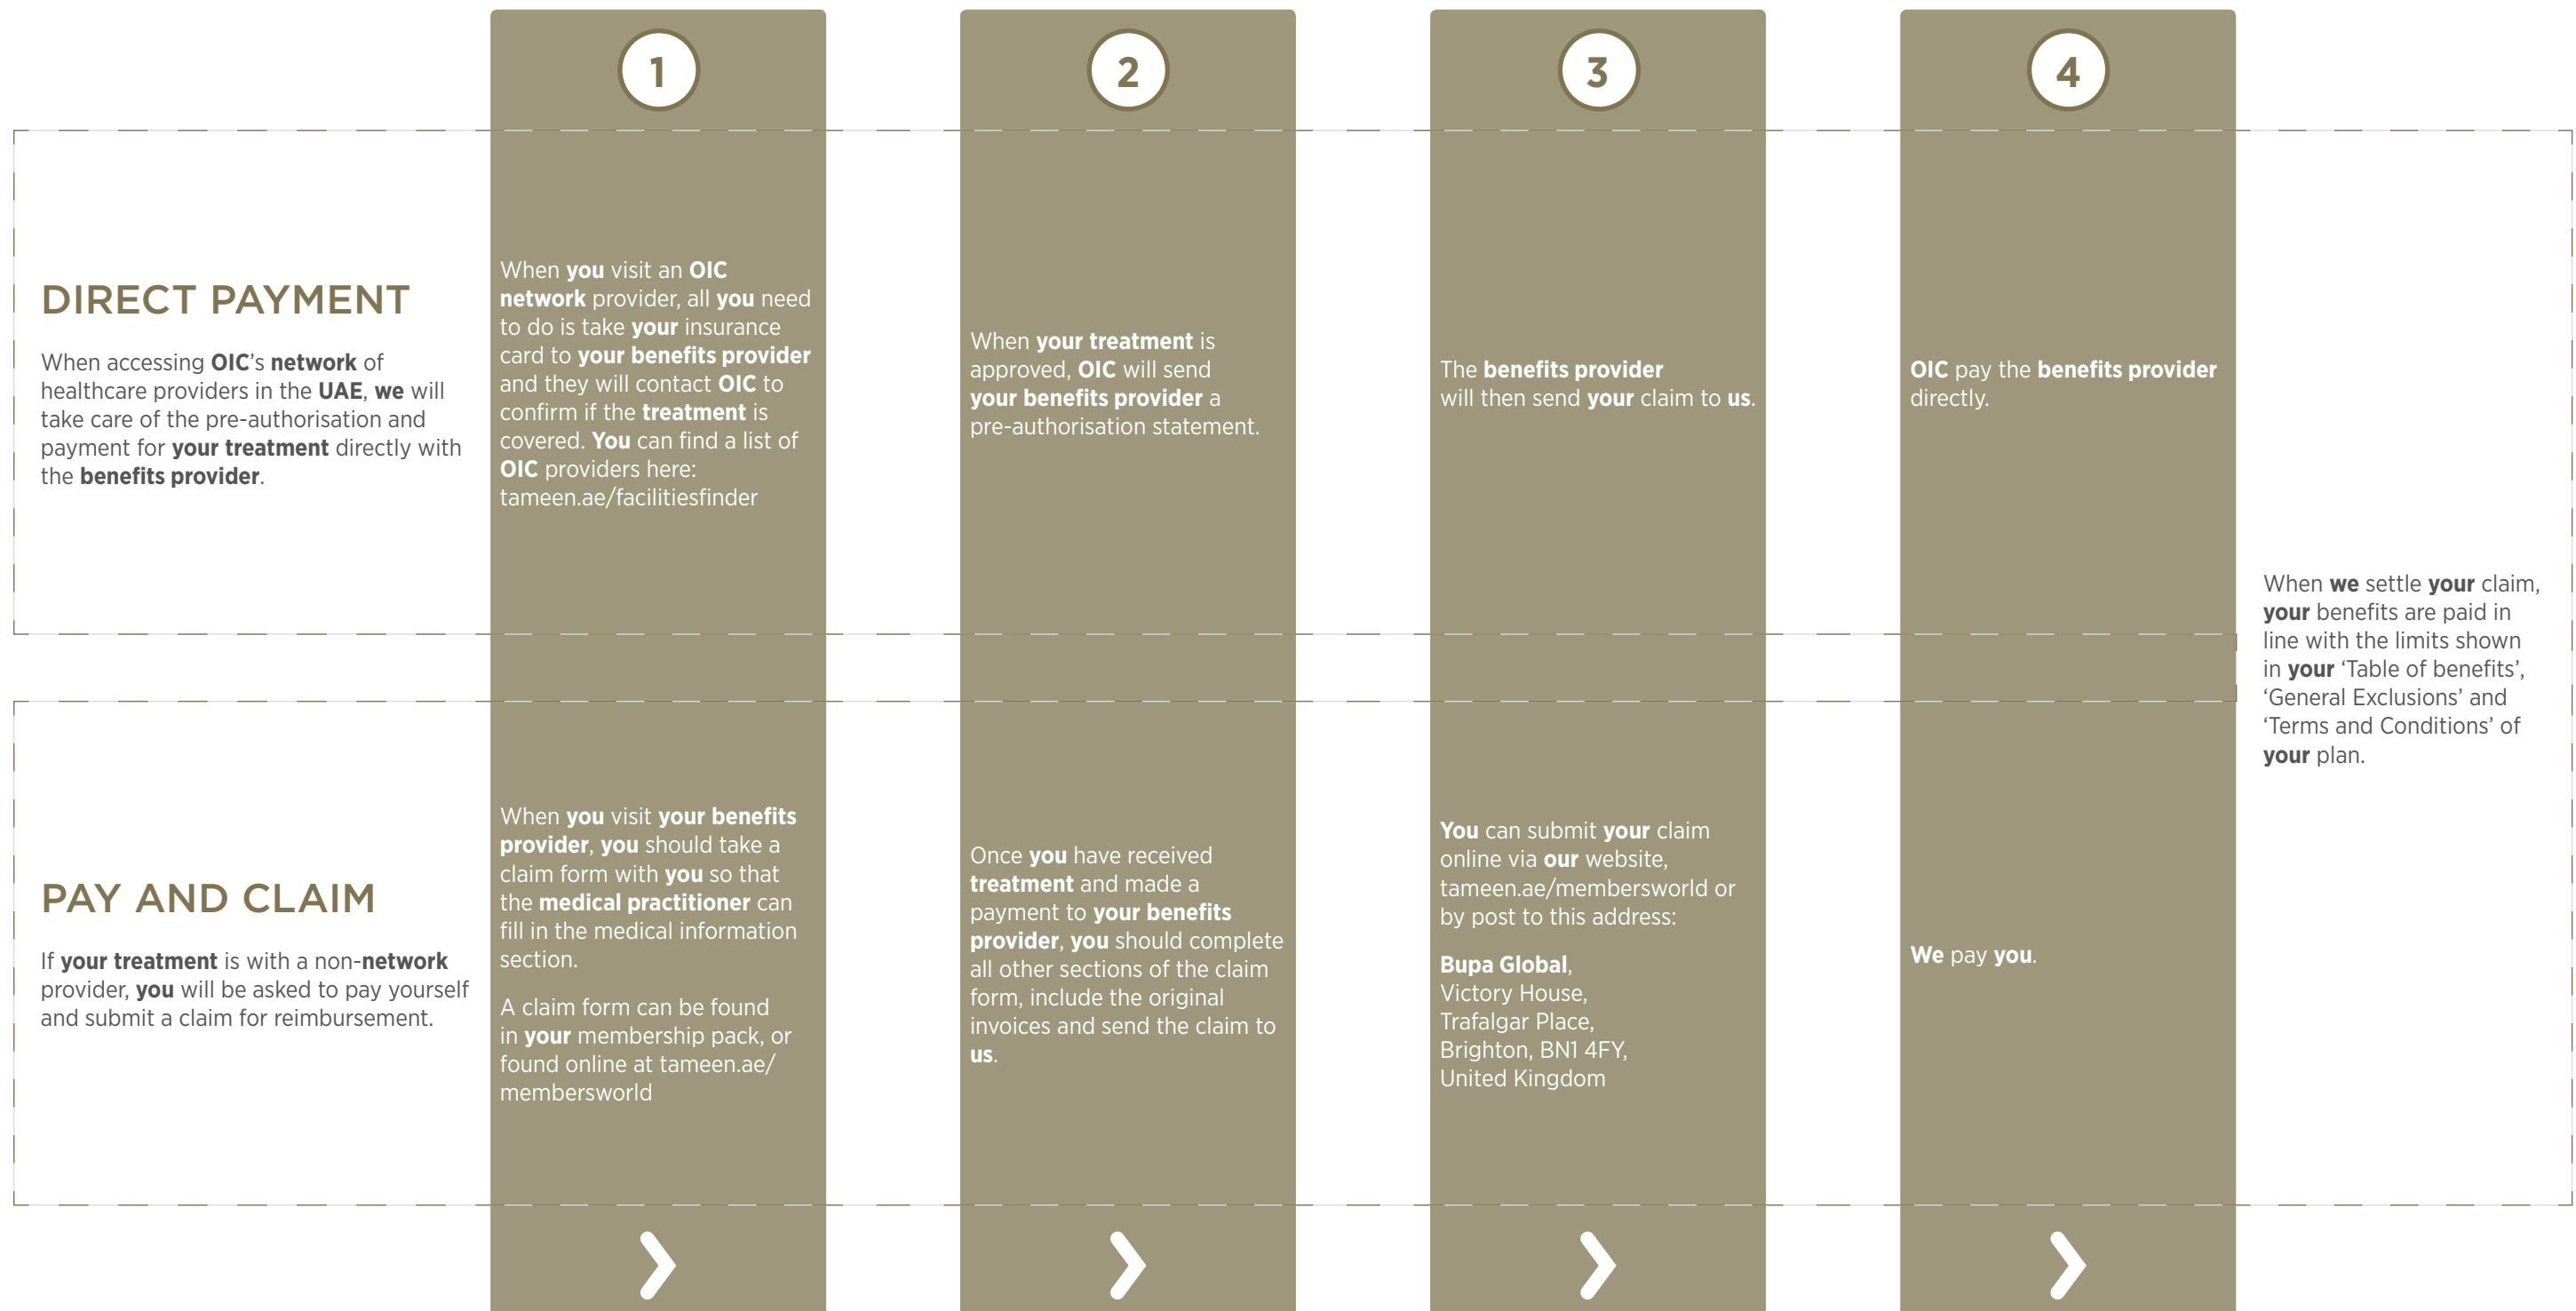 1
2
3
4
DIRECT PAYMENT
When accessing OIC's network of
healthcare providers in the UAE, we will
take care of the pre-authorisation and
payment for your treatment directly with
the benefits provider.
When you visit an OIC
network provider, all you need
to do is take your insurance
card to your benefits provider
and they will contact OIC to
confirm if the treatment is
covered. You can find a list of
OIC providers here:
tameen.ae/facilitiesfinder
When your treatment is
approved, OIC will send
your benefits provider a
pre-authorisation statement.
The benefits provider
will then send your claim to us.
OIC pay the benefits provider
directly.
PAY AND CLAIM
If your treatment is with a non-network
provider, you will be asked to pay yourself
and submit a claim for reimbursement.
When you visit your benefits
provider, you should take a
claim form with you so that
the medical practitioner can
fill in the medical information
section.
A claim form can be found
in your membership pack, or
found online at tameen.ae/
membersworld
Once you have received
treatment and made a
payment to your benefits
provider, you should complete
all other sections of the claim
form, include the original
invoices and send the claim to
us.
You can submit your claim
online via our website,
tameen.ae/membersworld or
by post to this address:
Bupa Global,
Victory House,
Trafalgar Place,
Brighton, BN1 4FY,
United Kingdom
We pay you.
When we settle your claim,
your benefits are paid in
line with the limits shown
in your ‘Table of benefits’,
‘General Exclusions’ and
‘Terms and Conditions’ of
your plan.